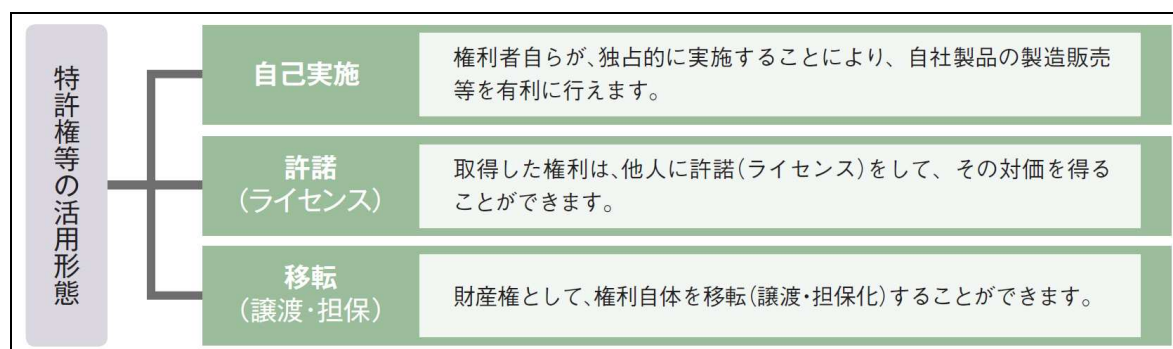 特許権等の活用形態
自己実施
権利者自らが、独占的に実施することにより、自社製品の製造販売
等を有利に行えます。
許諾
(ライセンス)
取得した権利は、他人に許諾(ライセンス)をして、その対価を得る
ことができます。
移転
(譲渡・担保)
財産権として、権利自体を移転(譲渡・担保化)することができます。